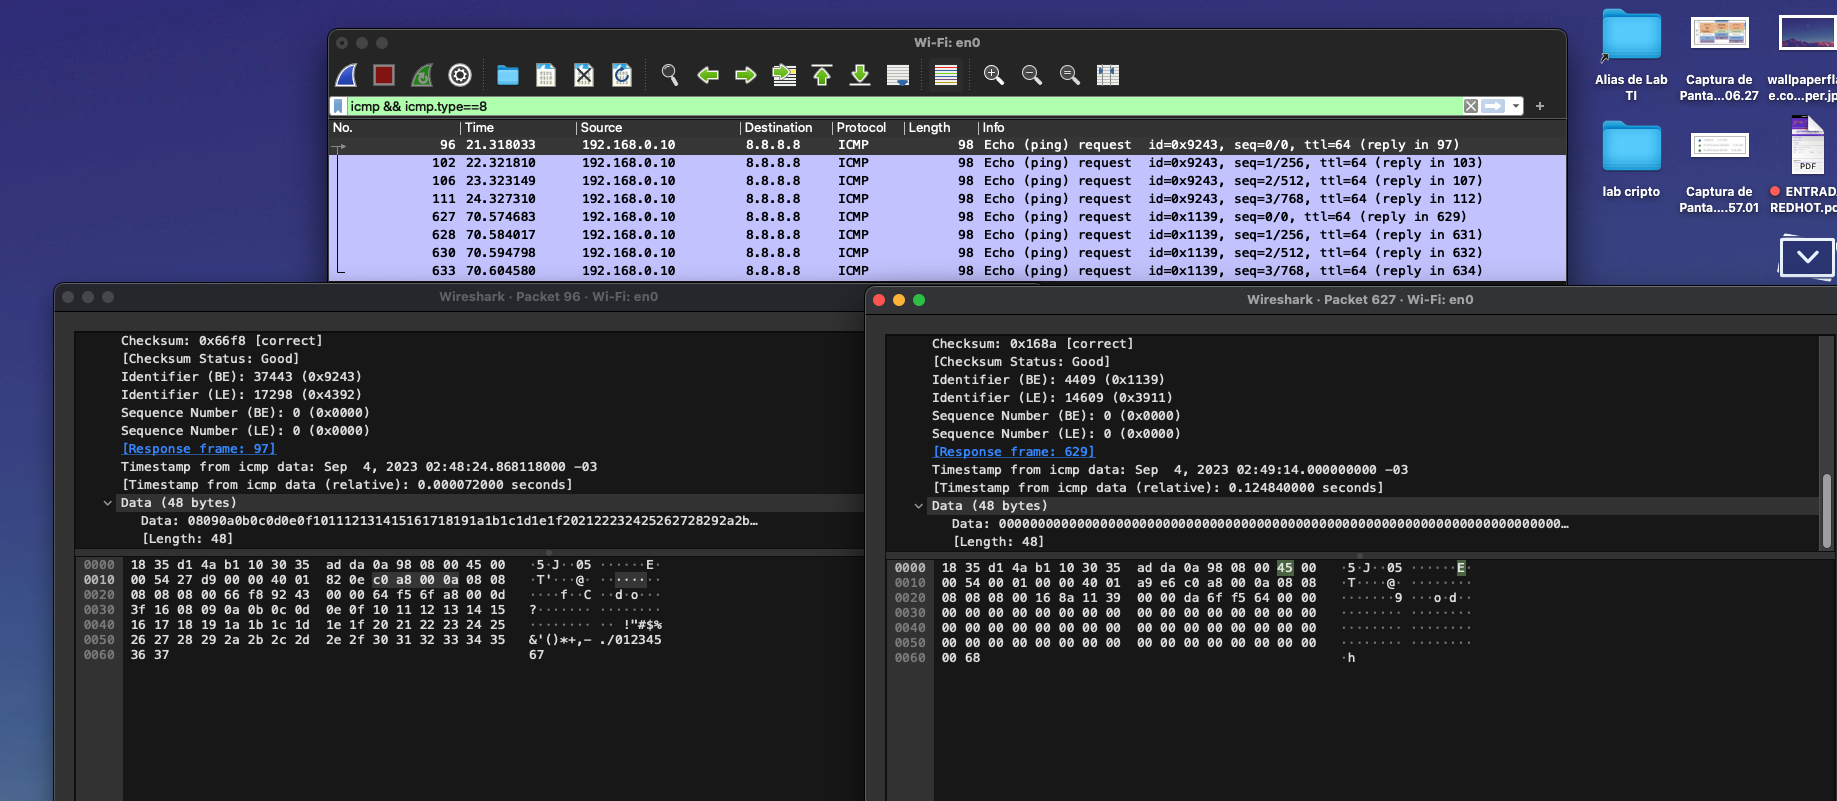 Wi-Fi: en0
icmp && icmp.type==8
No. Time Source Destination Protocol Length Info
96 21.318033 192.168.0.10 8.8.8.8 ICMP 98 Echo (ping) request id=0x9243, seq=0/0, ttl=64 (reply in 97)
102 22.321810 192.168.0.10 8.8.8.8 ICMP 98 Echo (ping) request id=0x9243, seq=1/256, ttl=64 (reply in 103)
106 23.323149 192.168.0.10 8.8.8.8 ICMP 98 Echo (ping) request id=0x9243, seq=2/512, ttl=64 (reply in 107)
111 24.327310 192.168.0.10 8.8.8.8 ICMP 98 Echo (ping) request id=0x9243, seq=3/768, ttl=64 (reply in 112)
627 70.574683 192.168.0.10 8.8.8.8 ICMP 98 Echo (ping) request id=0x1139, seq=0/0, ttl=64 (reply in 629)
628 70.584017 192.168.0.10 8.8.8.8 ICMP 98 Echo (ping) request id=0x1139, seq=1/256, ttl=64 (reply in 631)
630 70.594798 192.168.0.10 8.8.8.8 ICMP 98 Echo (ping) request id=0x1139, seq=2/512, ttl=64 (reply in 632)
633 70.604580 192.168.0.10 8.8.8.8 ICMP 98 Echo (ping) request id=0x1139, seq=3/768, ttl=64 (reply in 634)
Alias de Lab
TI
Captura de
Panta...06.27
wallpaperfla
e.co...per.jp
lab cripto
Captura de
Panta....57.01
PDF
ENTRADA
REDHOT.pd
Wireshark · Packet 96 · Wi-Fi: en0
Checksum: 0x66f8 [correct]
[Checksum Status: Good]
Identifier (BE): 37443 (0x9243)
Identifier (LE): 17298 (0x4392)
Sequence Number (BE): 0 (0x0000)
Sequence Number (LE): 0 (0x0000)
[Response frame: 97]
Timestamp from icmp data: Sep  4, 2023 02:48:24.868118000 -03
[Timestamp from icmp data (relative): 0.000072000 seconds]
Data (48 bytes)
Data: 08090a0b0c0d0e0f101112131415161718191a1b1c1d1e1f202122232425262728292a2b…
[Length: 48]
0000 18 35 d1 4a b1 10 30 35 ad da 0a 98 08 00 45 00 ·5·J··05 ······E·
0010 00 54 27 d9 00 00 40 01 82 0e c0 a8 00 0a 08 08 ·T'···@· ········
0020 08 08 08 00 66 f8 92 43 00 00 64 f5 6f a8 00 0d ····f··C ··d·o···
0030 3f 16 08 09 0a 0b 0c 0d 0e 0f 10 11 12 13 14 15 ?······· ········
0040 16 17 18 19 1a 1b 1c 1d 1e 1f 20 21 22 23 24 25 ········ ·· !"#$%
0050 26 27 28 29 2a 2b 2c 2d 2e 2f 30 31 32 33 34 35 &'()*+,- ./012345
0060 36 37 67
Wireshark · Packet 627 · Wi-Fi: en0
Checksum: 0x168a [correct]
[Checksum Status: Good]
Identifier (BE): 4409 (0x1139)
Identifier (LE): 14609 (0x3911)
Sequence Number (BE): 0 (0x0000)
Sequence Number (LE): 0 (0x0000)
[Response frame: 629]
Timestamp from icmp data: Sep  4, 2023 02:49:14.000000000 -03
[Timestamp from icmp data (relative): 0.124840000 seconds]
Data (48 bytes)
Data: 000000000000000000000000000000000000000000000000000000000000000000000000…
[Length: 48]
0000 18 35 d1 4a b1 10 30 35 ad da 0a 98 08 00 45 00 ·5·J··05 ······E·
0010 00 54 00 01 00 00 40 01 a9 e6 c0 a8 00 0a 08 08 ·T····@· ········
0020 08 08 08 00 16 8a 11 39 00 00 da 6f f5 64 00 00 ·······9 ···o·d··
0030 00 00 00 00 00 00 00 00 00 00 00 00 00 00 00 00 ········ ········
0040 00 00 00 00 00 00 00 00 00 00 00 00 00 00 00 00 ········ ········
0050 00 00 00 00 00 00 00 00 00 00 00 00 00 00 00 00 ········ ········
0060 00 68 ·h